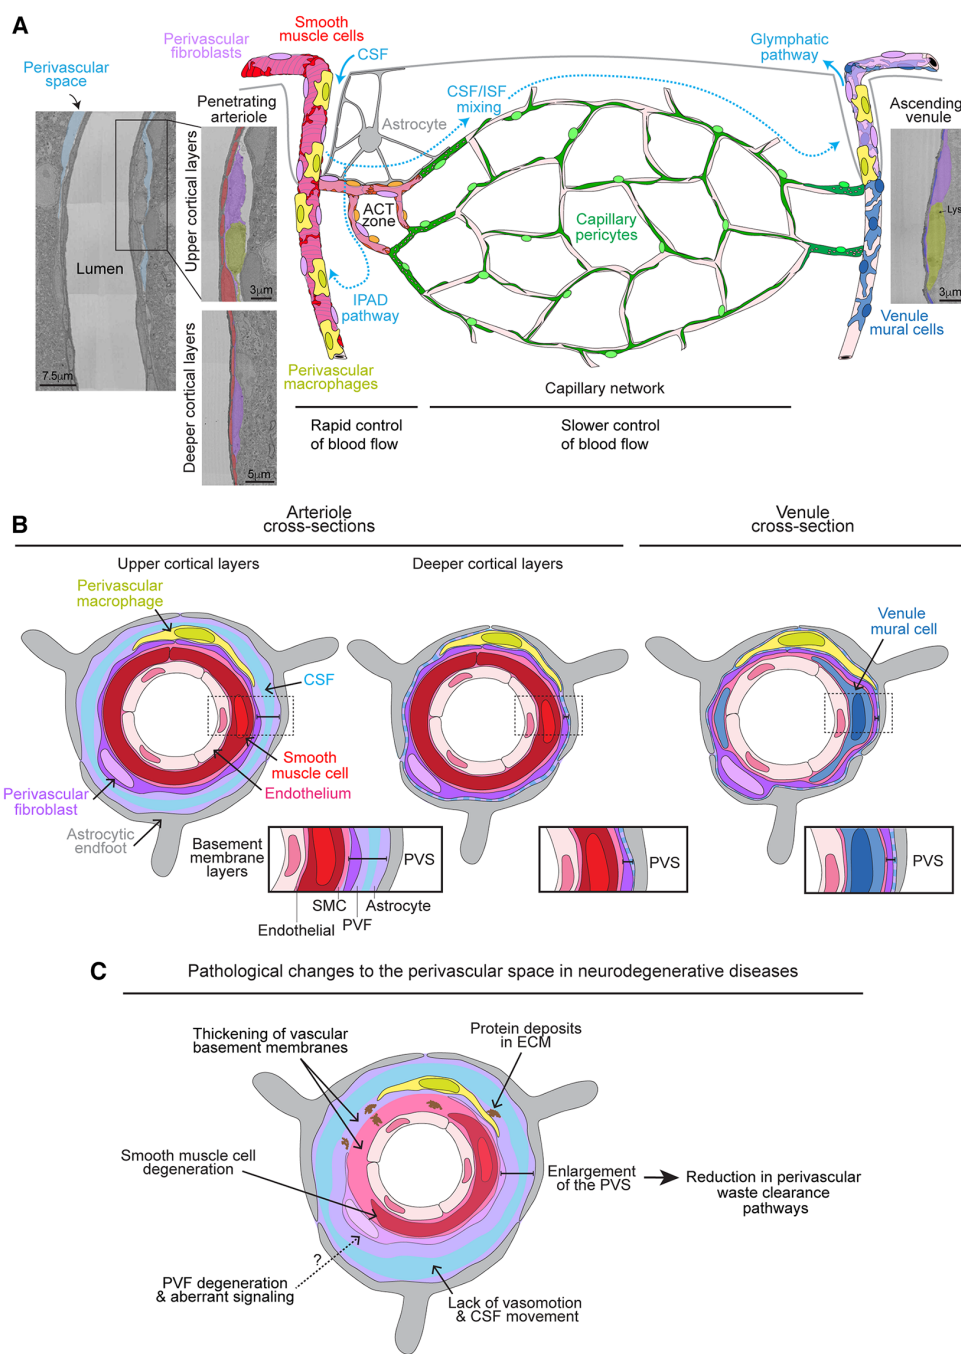 A
Perivascular
fibroblasts
Smooth
muscle cells
CSF
Glymphatic
pathway
Perivascular
space
Penetrating
arteriole
CSF/ISF
mixing
Astrocyte
Ascending
venule
Upper cortical layers
Lumen
ACT
zone
Capillary
pericytes
Lys
3μm
3μm
IPAD
pathway
Venule
mural cells
Deeper cortical layers
7.5μm
Perivascular
macrophages
5μm
Capillary network
Rapid control
of blood flow
Slower control
of blood flow
B
Arteriole
cross-sections
Venule
cross-section
Upper cortical layers
Deeper cortical layers
Perivascular
macrophage
Venule
mural cell
CSF
Smooth
muscle cell
Endothelium
Perivascular
fibroblast
Astrocytic
endfoot
Basement
membrane
layers
PVS
PVS
PVS
SMC
Astrocyte
Endothelial
PVF
C
Pathological changes to the perivascular space in neurodegenerative diseases
Thickening of vascular
basement membranes
Protein deposits
in ECM
Smooth muscle cell
degeneration
Enlargement
of the PVS
Reduction in perivascular
waste clearance
pathways
?
PVF degeneration
& aberrant signaling
Lack of vasomotion
& CSF movement